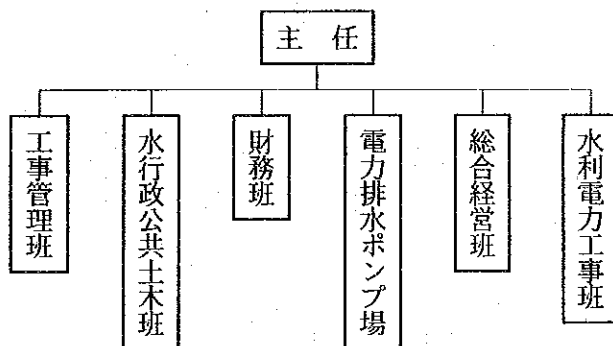 主任
工事管理班
水行政公共土木班
財務班
電力排水ポンプ場
総合経営班
水利電力工事班